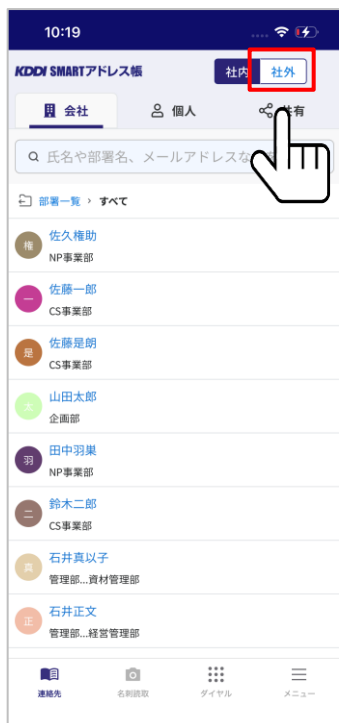 10:19
KDDI SMARTアドレス帳
社内 社外
会社 個人 共有
氏名や部署名、メールアドレスな
部署一覧 › すべて
権 佐久権助
NP事業部
一 佐藤一郎
CS事業部
是 佐藤是朗
CS事業部
太 山田太郎
企画部
羽 田中羽巣
NP事業部
二 鈴木二郎
CS事業部
真 石井真以子
管理部...資材管理部
正 石井正文
管理部...経営管理部
連絡先 名刺読取 ダイヤル メニュー